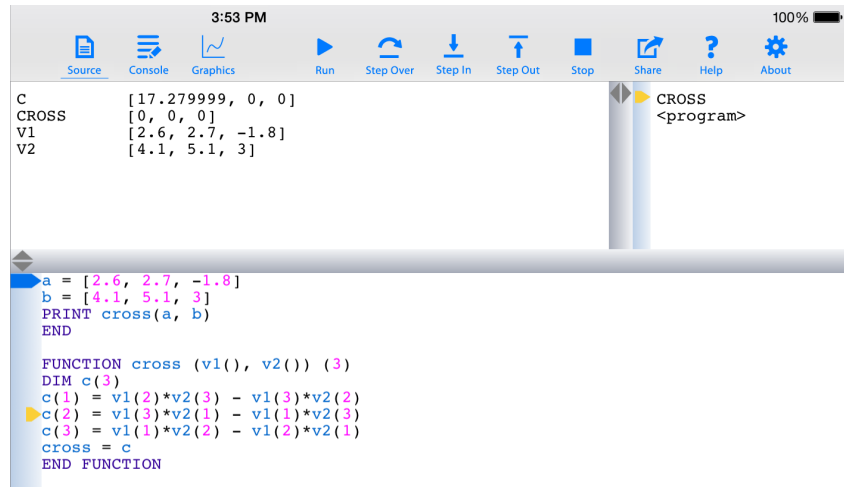 3:53 PM 100%
Source Console Graphics Run Step Over Step In Step Out Stop Share Help About
C [17.279999, 0, 0]
CROSS [0, 0, 0]
V1 [2.6, 2.7, -1.8]
V2 [4.1, 5.1, 3]
CROSS
<program>
a = [2.6, 2.7, -1.8]
b = [4.1, 5.1, 3]
PRINT cross(a, b)
END
FUNCTION cross (v1(), v2()) (3)
DIM c(3)
c(1) = v1(2)*v2(3) - v1(3)*v2(2)
c(2) = v1(3)*v2(1) - v1(1)*v2(3)
c(3) = v1(1)*v2(2) - v1(2)*v2(1)
cross = c
END FUNCTION